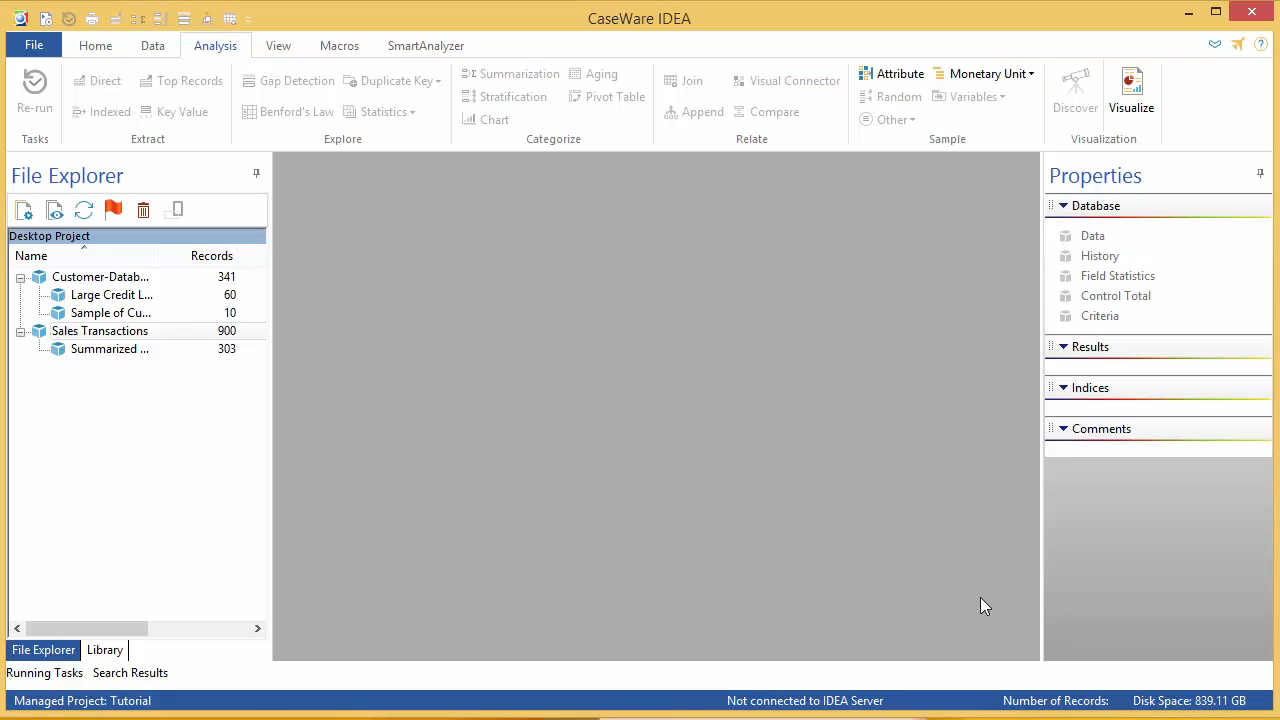 CaseWare IDEA
File Home Data Analysis View Macros SmartAnalyzer
Re-run
Tasks
Direct Top Records
Indexed Key Value
Extract
Gap Detection Duplicate Key
Benford's Law Statistics
Explore
Summarization Aging
Stratification Pivot Table
Chart
Categorize
Join Visual Connector
Append Compare
Relate
Attribute Monetary Unit
Random Variables
Other
Sample
Discover Visualize
Visualization
File Explorer
Desktop Project
Name Records
Customer-Datab... 341
Large Credit L... 60
Sample of Cu... 10
Sales Transactions 900
Summarized ... 303
File Explorer Library
Running Tasks Search Results
Properties
Database
Data
History
Field Statistics
Control Total
Criteria
Results
Indices
Comments
Managed Project: Tutorial Not connected to IDEA Server Number of Records: Disk Space: 839.11 GB